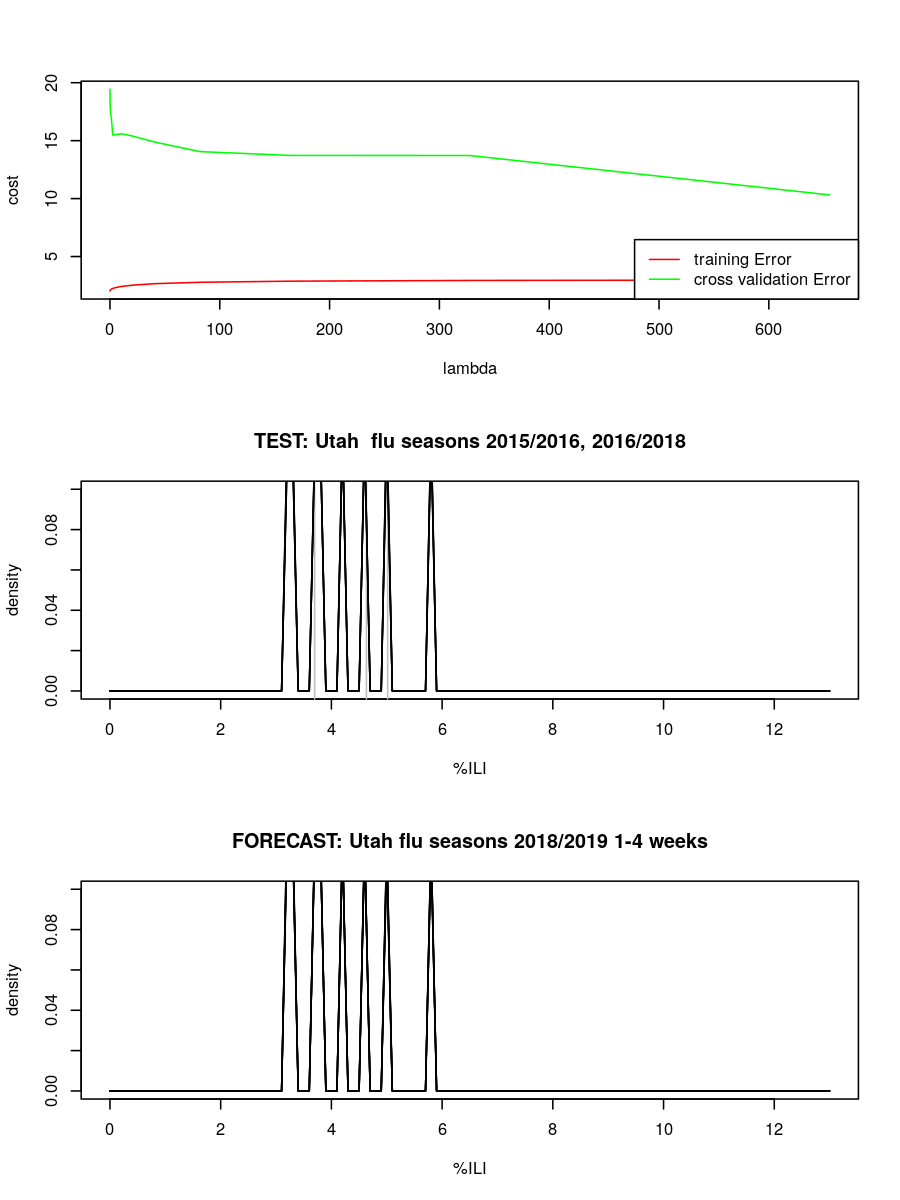 20
15
10
5
cost
training Error
cross validation Error
0 100 200 300 400 500 600
lambda
TEST: Utah  flu seasons 2015/2016, 2016/2018
0.08
0.04
0.00
density
0 2 4 6 8 10 12
%ILI
FORECAST: Utah flu seasons 2018/2019 1-4 weeks
0.08
0.04
0.00
density
0 2 4 6 8 10 12
%ILI